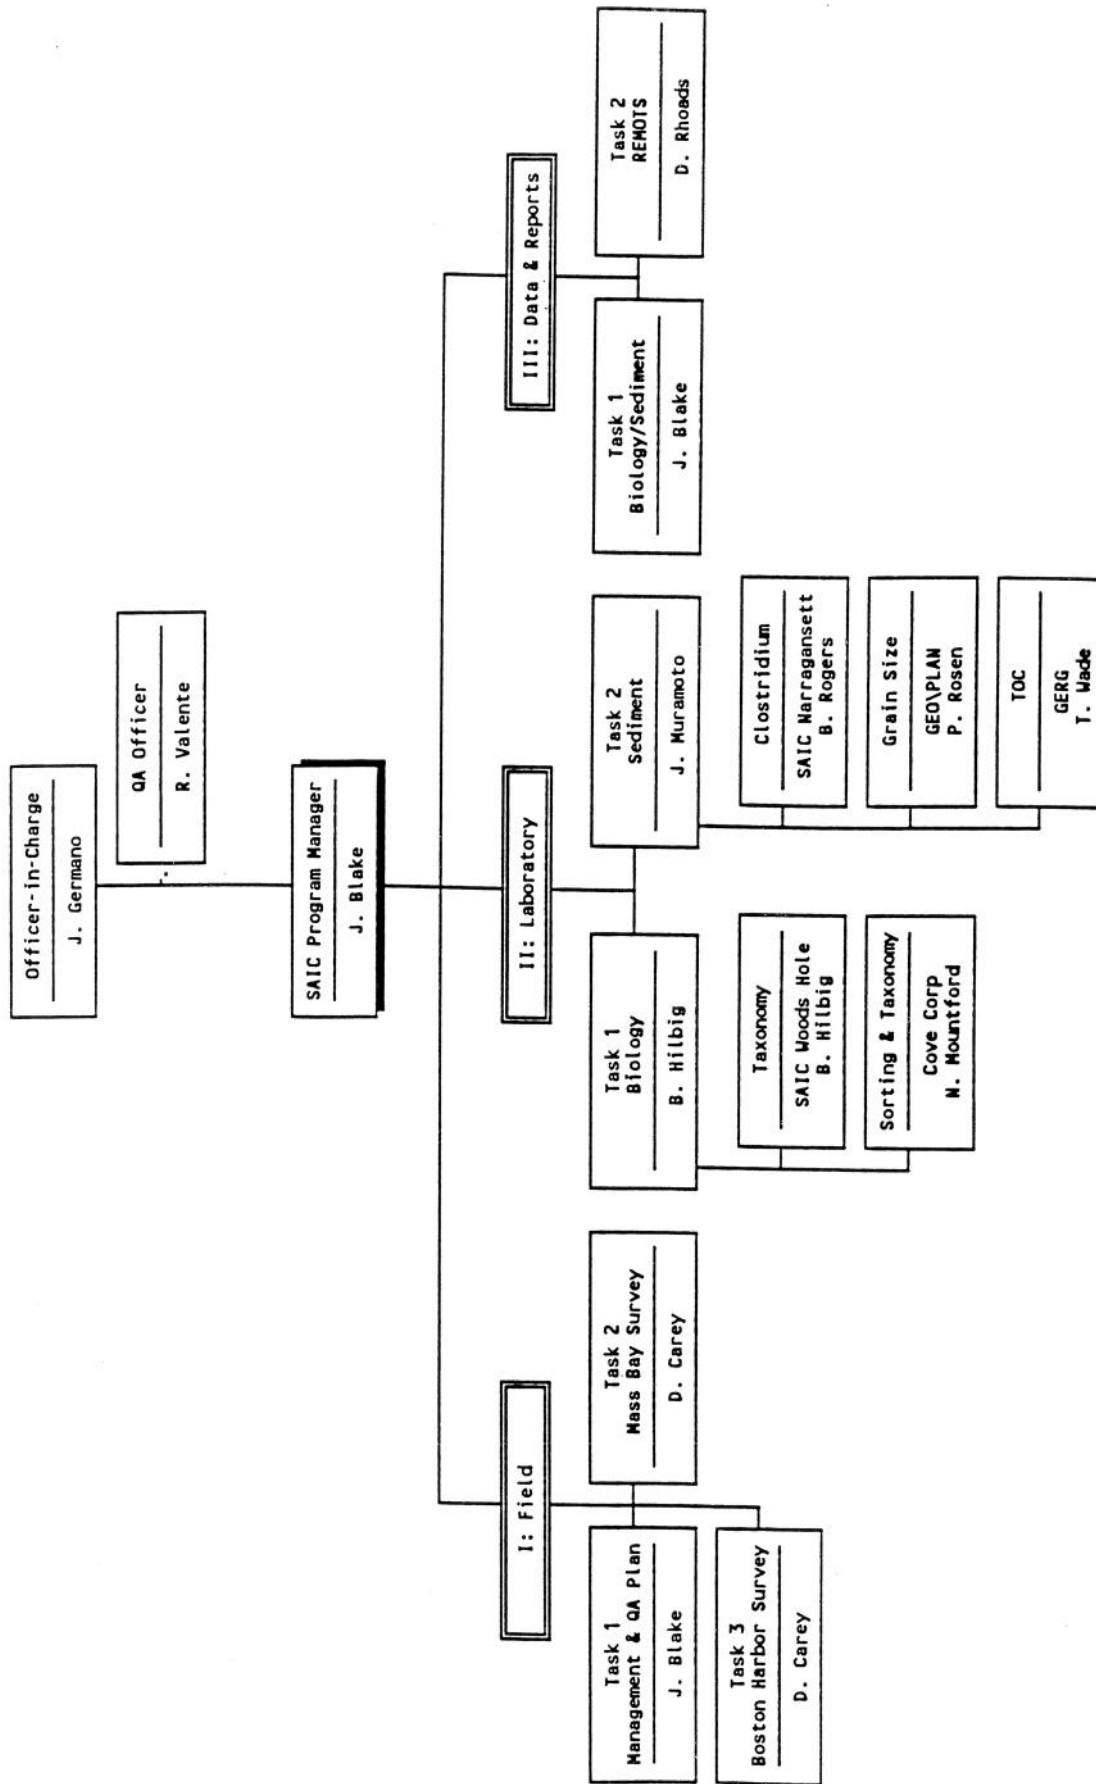 Officer-in-Charge
J. Germano
QA Officer
R. Valente
SAIC Program Manager
J. Blake
I: Field
Task 1
Management & QA Plan
J. Blake
Task 2
Mass Bay Survey
D. Carey
Task 3
Boston Harbor Survey
D. Carey
II: Laboratory
Task 1
Biology
B. Hilbig
Taxonomy
SAIC Woods Hole
B. Hilbig
Sorting & Taxonomy
Cove Corp
N. Mountford
Task 2
Sediment
J. Muramoto
Clostridium
SAIC Narragansett
B. Rogers
Grain Size
GEO\PLAN
P. Rosen
TOC
GERG
T. Wade
III: Data & Reports
Task 1
Biology/Sediment
J. Blake
Task 2
REMOTS
D. Rhoads